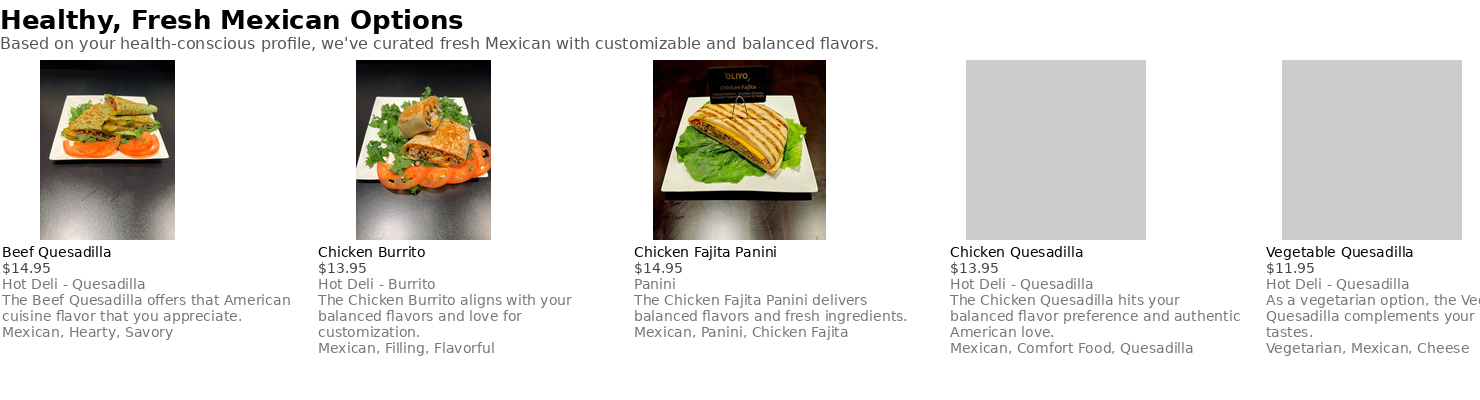 Healthy, Fresh Mexican Options
Based on your health-conscious profile, we've curated fresh Mexican with customizable and balanced flavors.
OLIYO
Chicken Fajita
Beef Quesadilla
$14.95
Hot Deli - Quesadilla
The Beef Quesadilla offers that American
cuisine flavor that you appreciate.
Mexican, Hearty, Savory
Chicken Burrito
$13.95
Hot Deli - Burrito
The Chicken Burrito aligns with your
balanced flavors and love for
customization.
Mexican, Filling, Flavorful
Chicken Fajita Panini
$14.95
Panini
The Chicken Fajita Panini delivers
balanced flavors and fresh ingredients.
Mexican, Panini, Chicken Fajita
Chicken Quesadilla
$13.95
Hot Deli - Quesadilla
The Chicken Quesadilla hits your
balanced flavor preference and authentic
American love.
Mexican, Comfort Food, Quesadilla
Vegetable Quesadilla
$11.95
Hot Deli - Quesadilla
As a vegetarian option, the
Quesadilla complements your
tastes.
Vegetarian, Mexican, Cheese